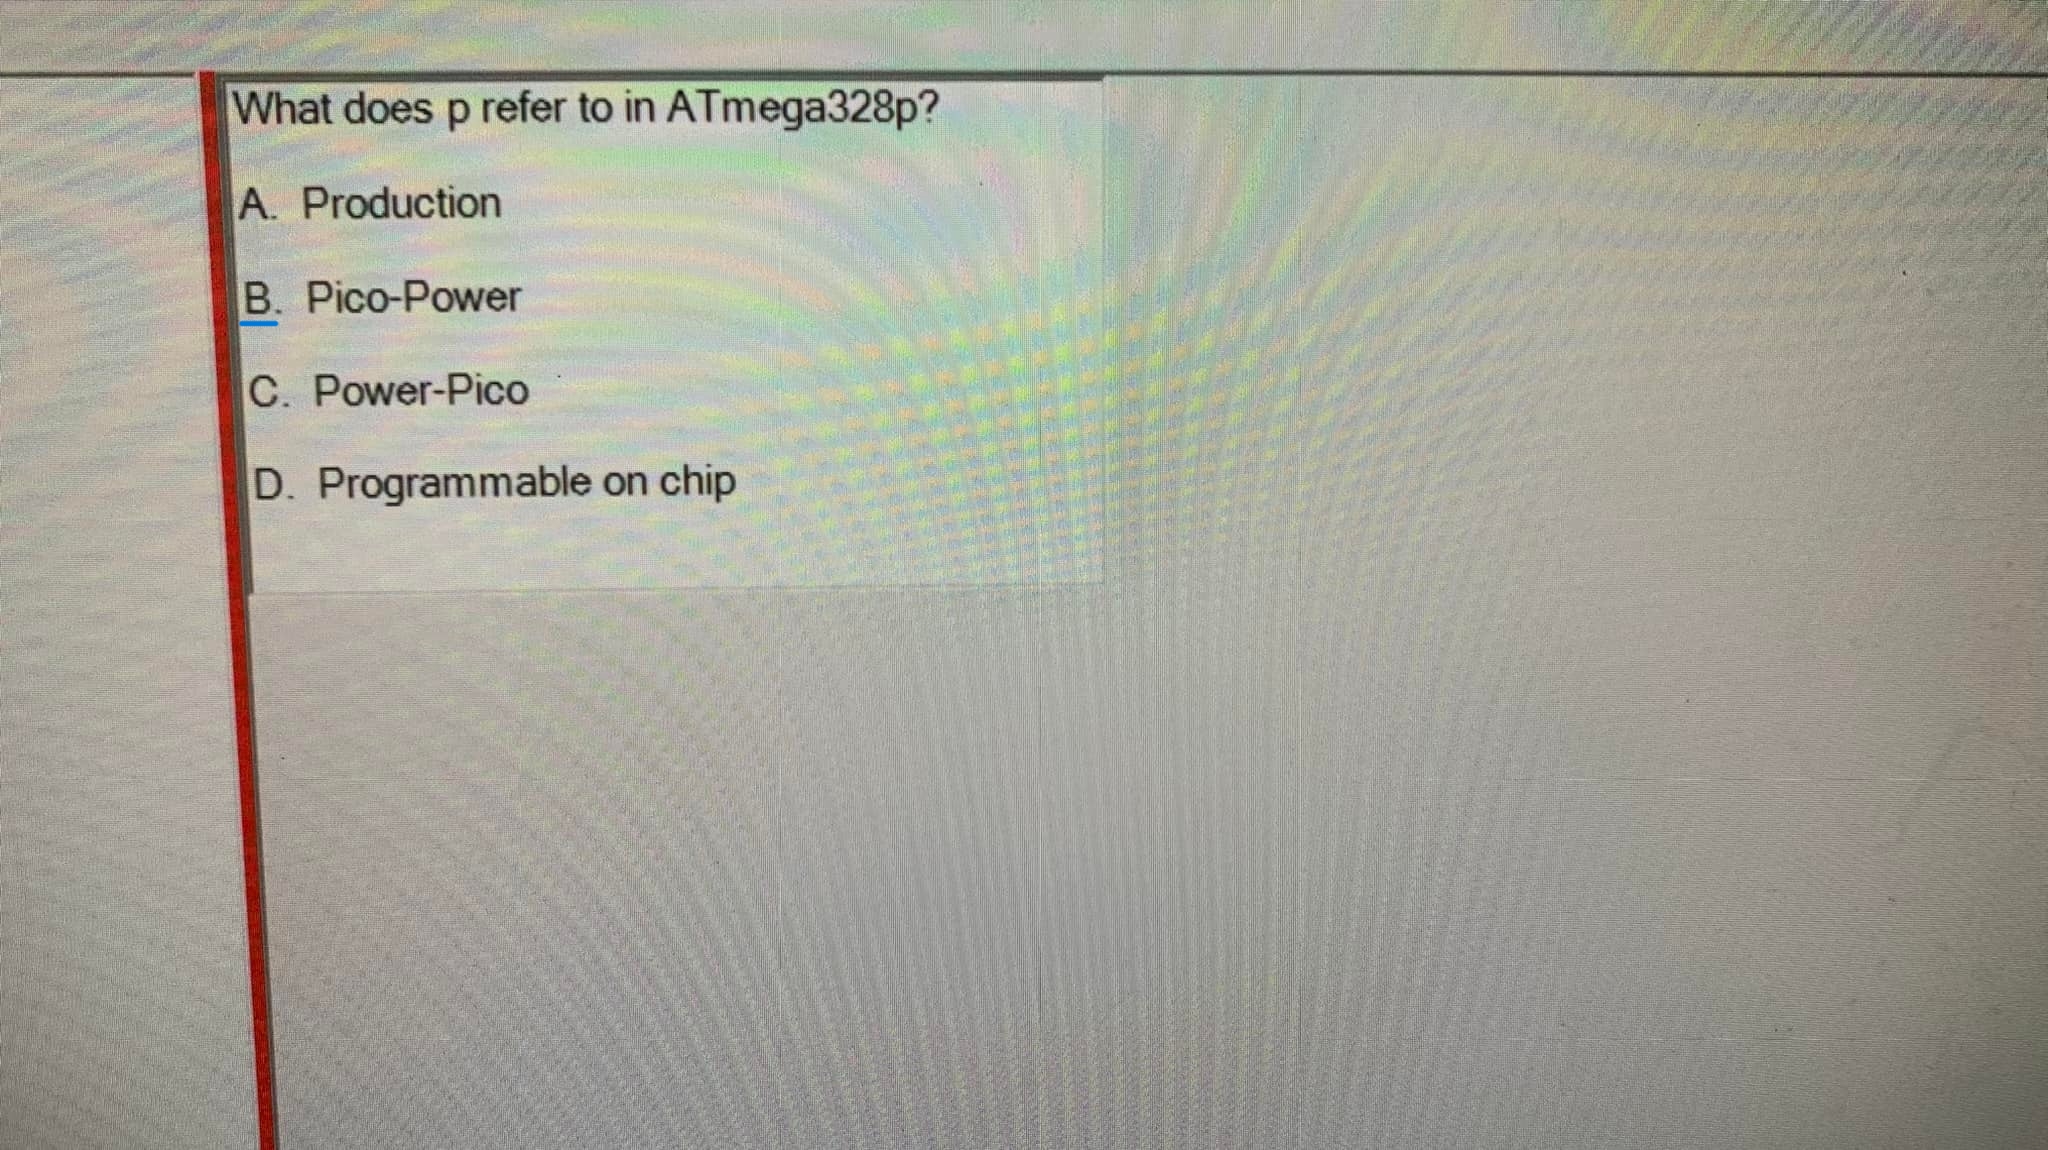 What does p refer to in ATmega328p?
A. Production
B. Pico-Power
C. Power-Pico
D. Programmable on chip